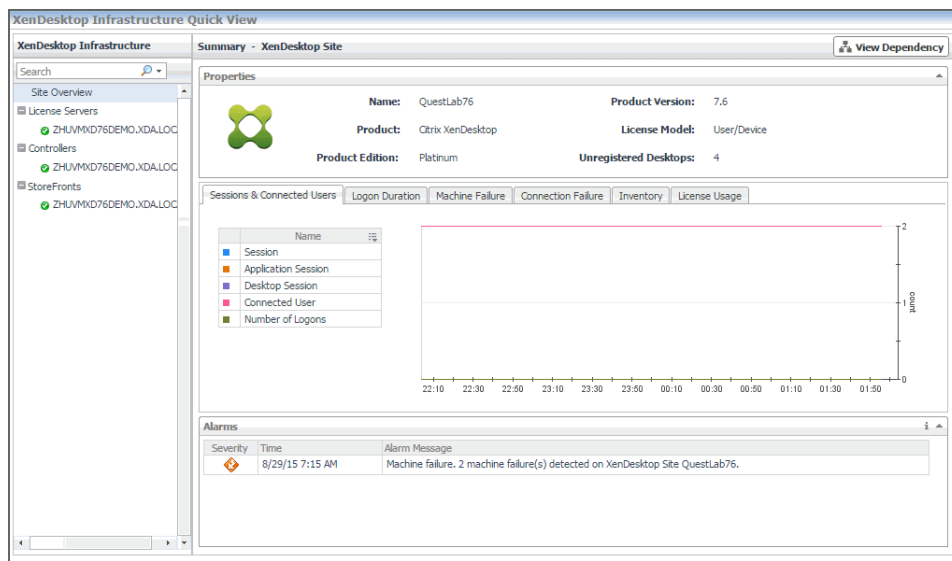 XenDesktop Infrastructure Quick View
XenDesktop Infrastructure
Search
Site Overview
License Servers
ZHUVMXD76DEMO.XDA.LOC
Controllers
ZHUVMXD76DEMO.XDA.LOC
StoreFronts
ZHUVMXD76DEMO.XDA.LOC
Summary - XenDesktop Site
View Dependency
Properties
Name: QuestLab76 Product Version: 7.6
Product: Citrix XenDesktop License Model: User/Device
Product Edition: Platinum Unregistered Desktops: 4
Sessions & Connected Users Logon Duration Machine Failure Connection Failure Inventory License Usage
Name
Session
Application Session
Desktop Session
Connected User
Number of Logons
2
1
0
count
22:10 22:30 22:50 23:10 23:30 23:50 00:10 00:30 00:50 01:10 01:30 01:50
Alarms
Severity Time Alarm Message
8/29/15 7:15 AM Machine failure. 2 machine failure(s) detected on XenDesktop Site QuestLab76.